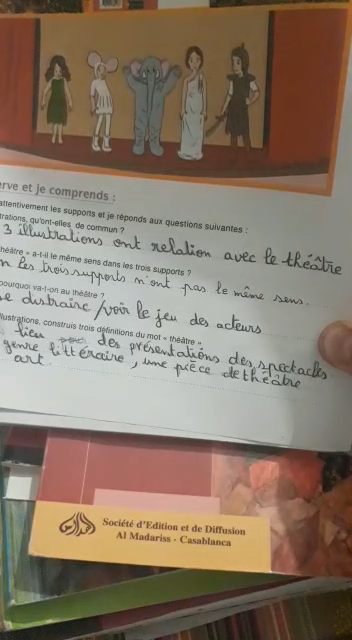 erve et je comprends :
attentivement les supports et je réponds aux questions suivantes :
trations, qu'ont-elles de commun ?
3 illustrations ont relation avec le théâtre
théâtre » a-t-il le même sens dans les trois supports ?
n les trois supports n'ont pas le même sens.
pourquoi va-t-on au théâtre ?
se distraire / voir le jeu des acteurs
llustrations, construis trois définitions du mot « théâtre ».
lieu des présentations des spectacles
genre littéraire, une pièce de théâtre
art.
Société d'Edition et de Diffusion
Al Madariss - Casablanca